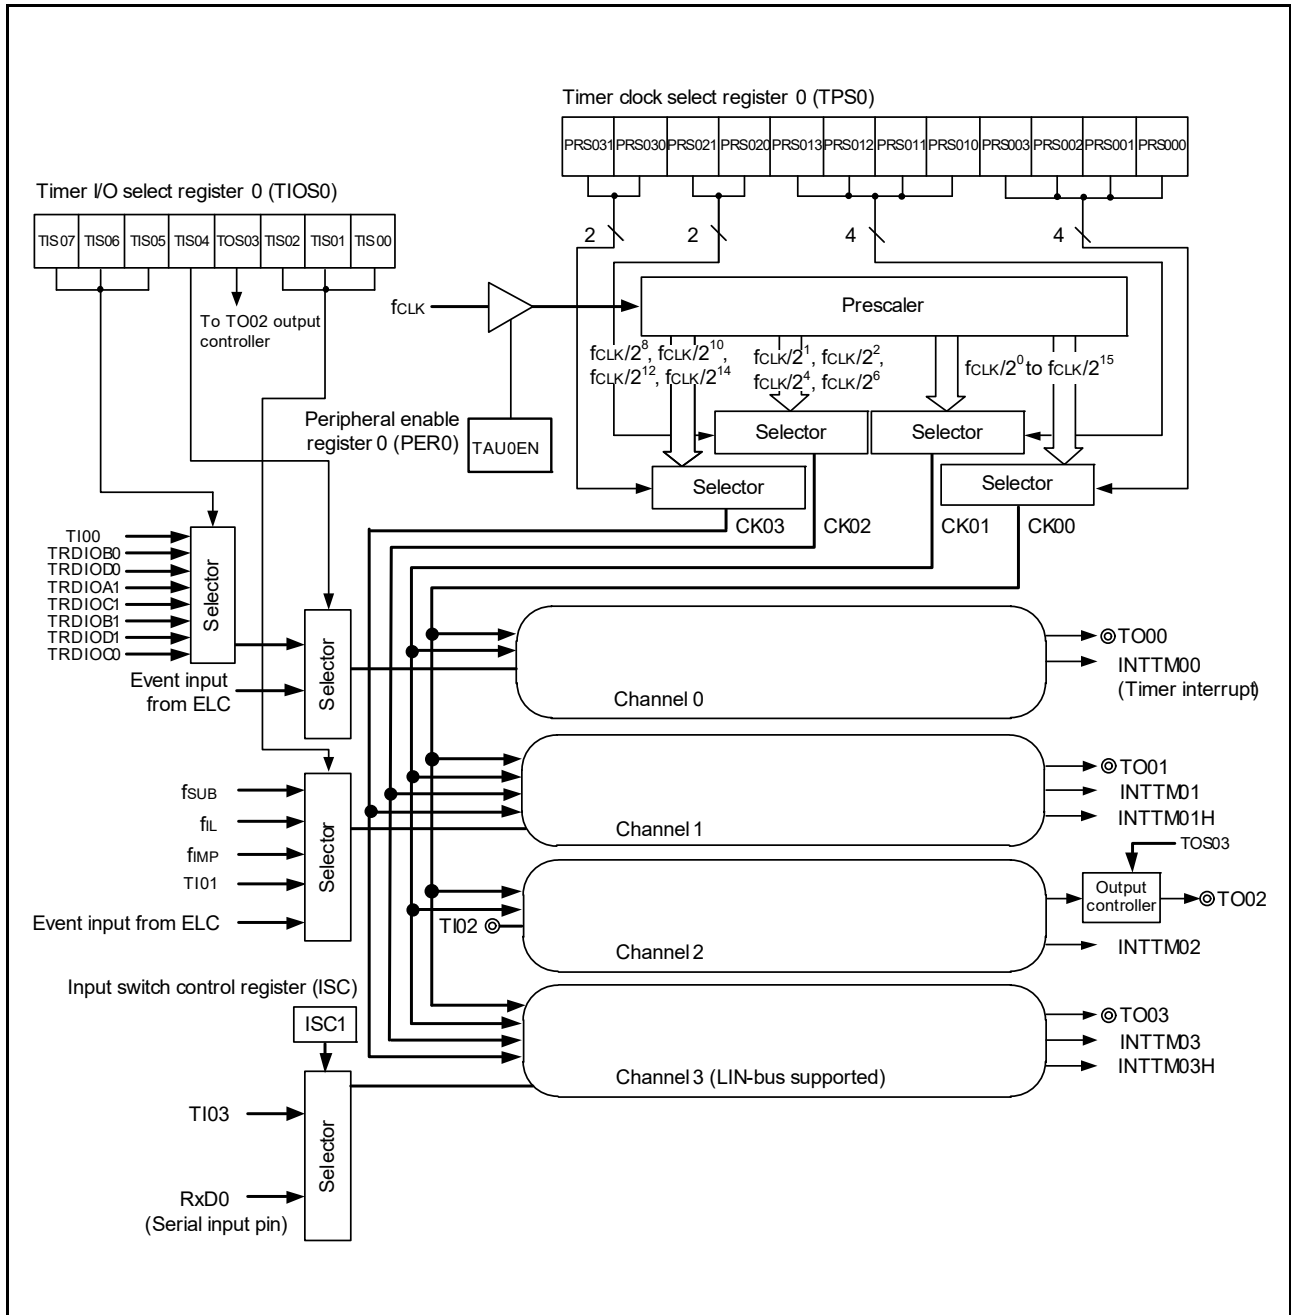 Timer clock select register 0 (TPS0)
PRS031 PRS030 PRS021 PRS020 PRS013 PRS012 PRS011 PRS010 PRS003 PRS002 PRS001 PRS000
Timer I/O select register 0 (TIOS0)
TIS07 TIS06 TIS05 TIS04 TOS03 TIS02 TIS01 TIS00
2 2 4 4
To TO02 output
controller
fCLK
Prescaler
fCLK/2^8, fCLK/2^10,
fCLK/2^12, fCLK/2^14
fCLK/2^1, fCLK/2^2,
fCLK/2^4, fCLK/2^6
fCLK/2^0 to fCLK/2^15
Peripheral enable
register 0 (PER0)
TAU0EN
Selector
Selector
Selector
Selector
CK03
CK02
CK01
CK00
TI00
TRDIOB0
TRDIOD0
TRDIOA1
TRDIOC1
TRDIOB1
TRDIOD1
TRDIOC0
Selector
Event input
from ELC
Selector
Channel 0
TO00
INTTM00
(Timer interrupt)
fSUB
fIL
fIMP
TI01
Event input from ELC
Selector
Channel 1
TO01
INTTM01
INTTM01H
TI02
Channel 2
TOS03
Output
controller
TO02
INTTM02
Input switch control register (ISC)
ISC1
TI03
RxD0
(Serial input pin)
Selector
Channel 3 (LIN-bus supported)
TO03
INTTM03
INTTM03H